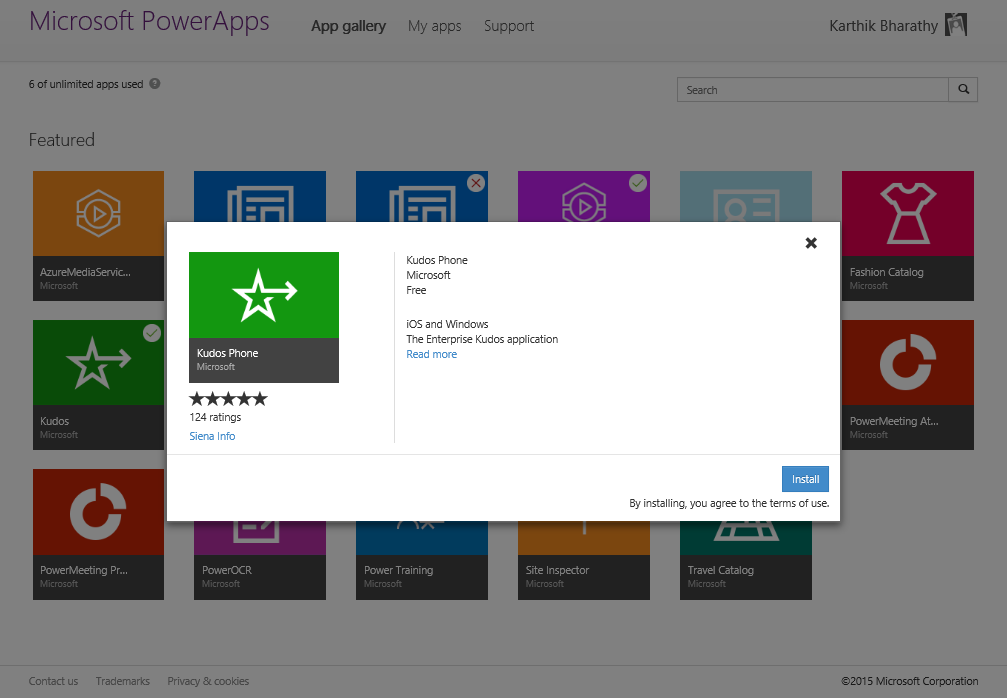 Microsoft PowerApps
App gallery
My apps
Support
Karthik Bharathy
6 of unlimited apps used ?
Search
Featured
AzureMediaServic...
Microsoft
Fashion Catalog
Microsoft
Kudos
Microsoft
PowerMeeting At...
Microsoft
Kudos Phone
Microsoft
124 ratings
Siena Info
Kudos Phone
Microsoft
Free
iOS and Windows
The Enterprise Kudos application
Read more
Install
By installing, you agree to the terms of use.
PowerMeeting Pr...
Microsoft
PowerOCR
Microsoft
Power Training
Microsoft
Site Inspector
Microsoft
Travel Catalog
Microsoft
Contact us
Trademarks
Privacy & cookies
©2015 Microsoft Corporation